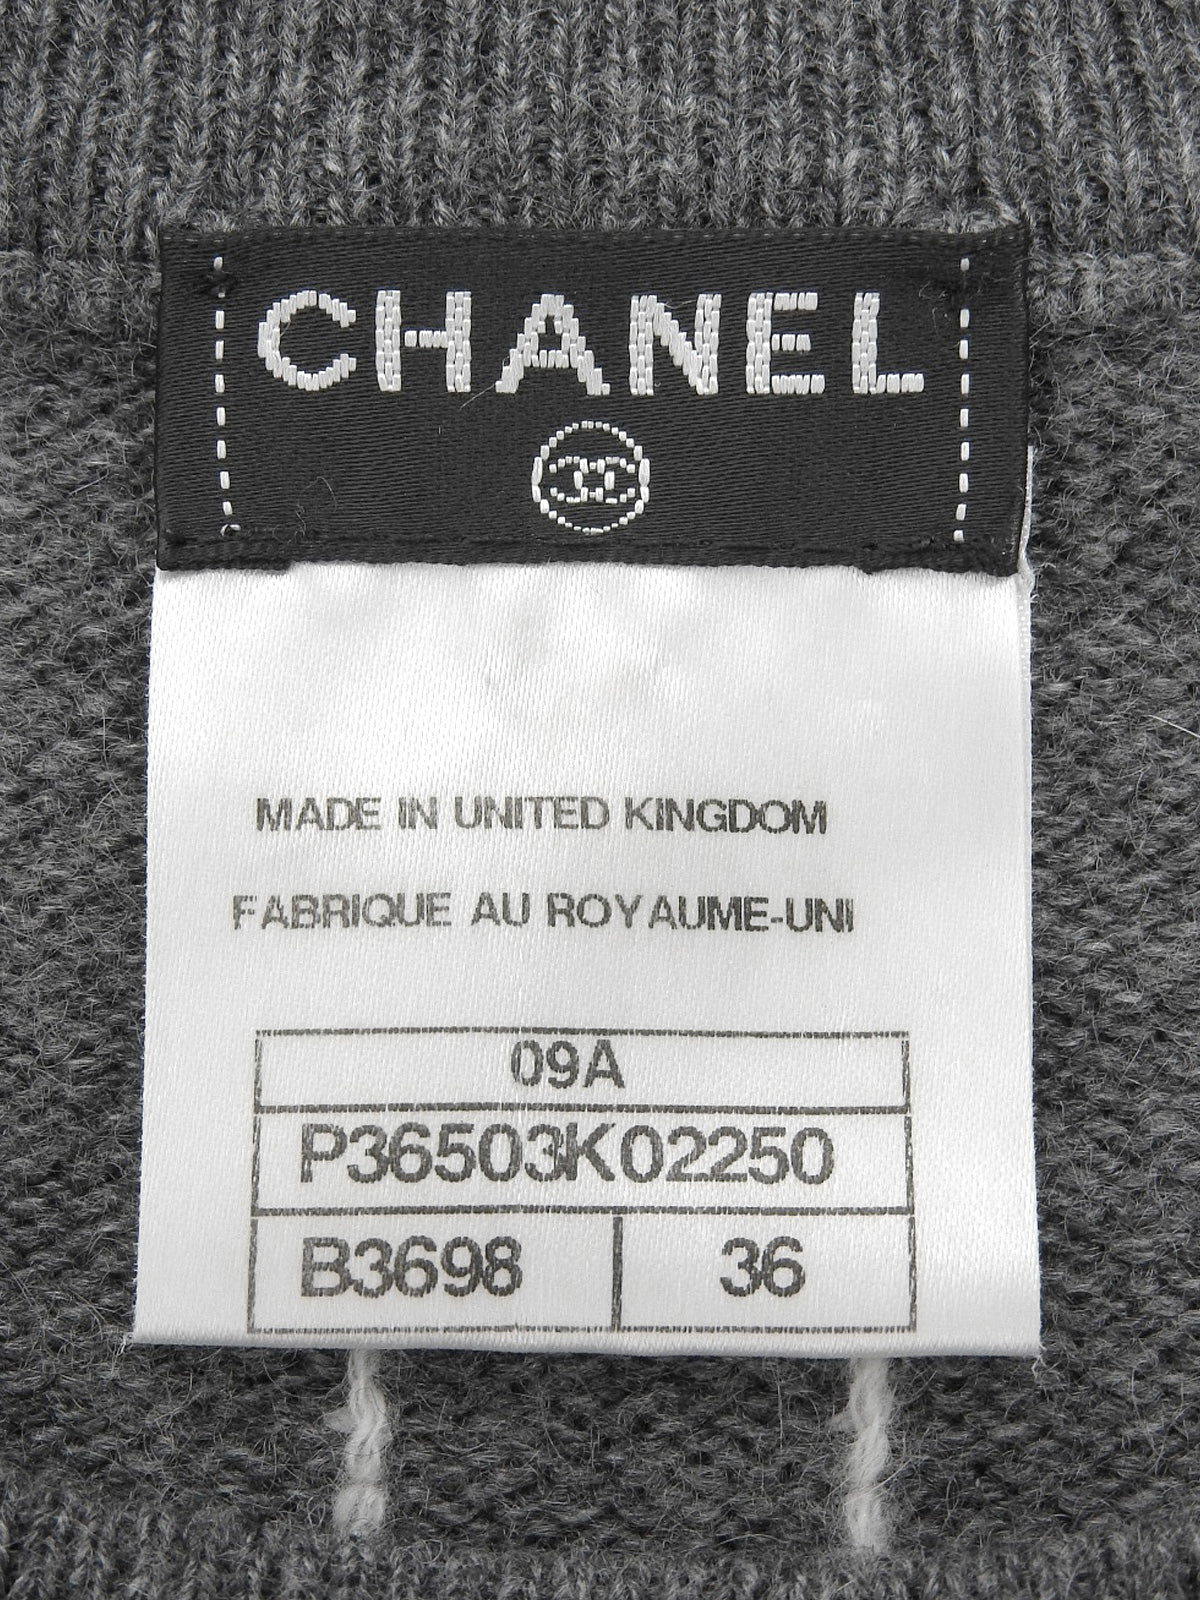 CHANEL
MADE IN UNITED KINGDOM
FABRIQUE AU ROYAUME-UNI
09A
P36503K02250
B3698 36